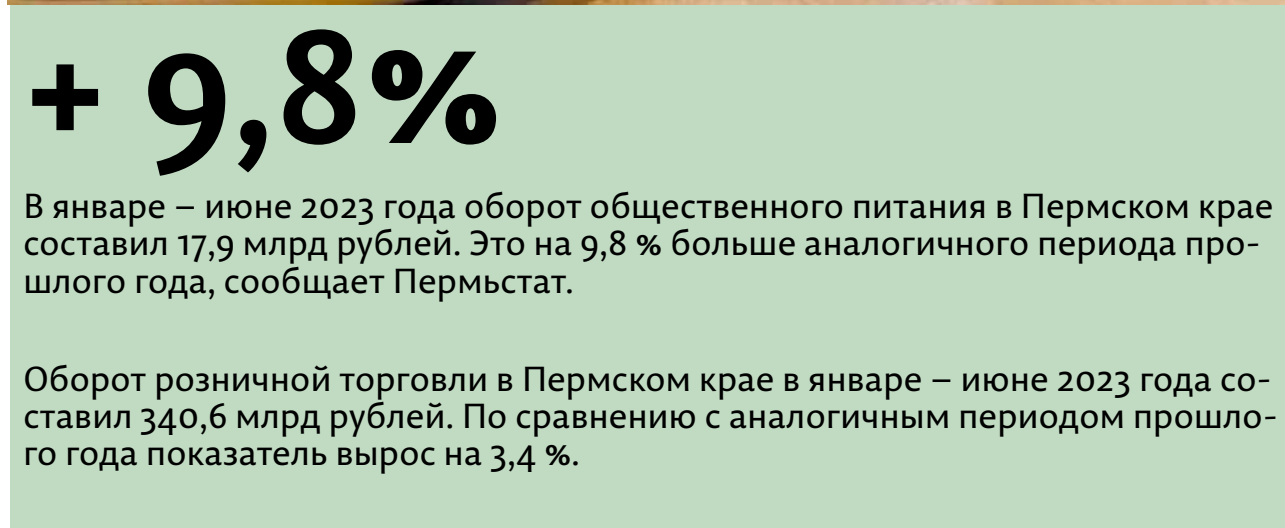 + 9,8%
В январе – июне 2023 года оборот общественного питания в Пермском крае
составил 17,9 млрд рублей. Это на 9,8 % больше аналогичного периода про-
шлого года, сообщает Пермьстат.
Оборот розничной торговли в Пермском крае в январе – июне 2023 года со-
ставил 340,6 млрд рублей. По сравнению с аналогичным периодом прошло-
го года показатель вырос на 3,4 %.